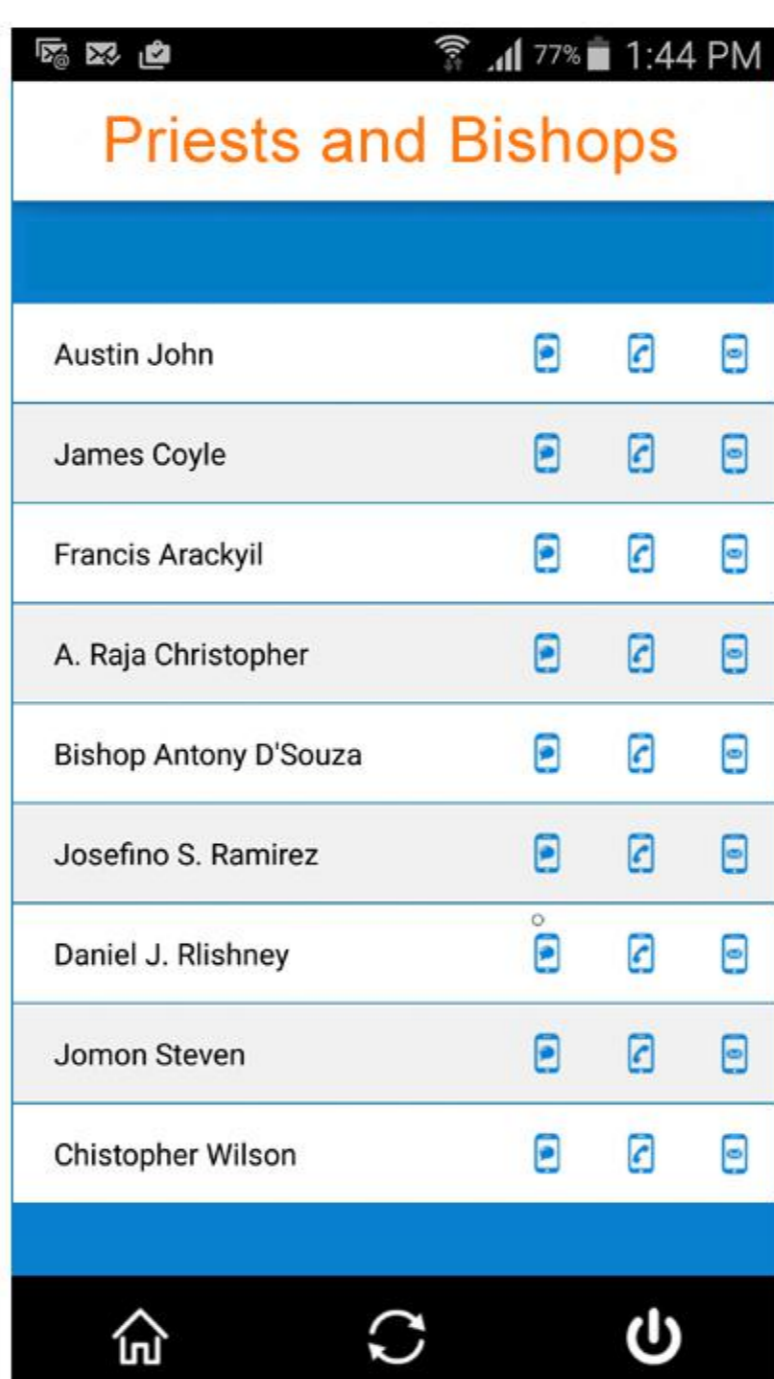 77% 1:44 PM
Priests and Bishops
Austin John
James Coyle
Francis Arackyil
A. Raja Christopher
Bishop Antony D'Souza
Josefino S. Ramirez
Daniel J. Rlishney
Jomon Steven
Chistopher Wilson